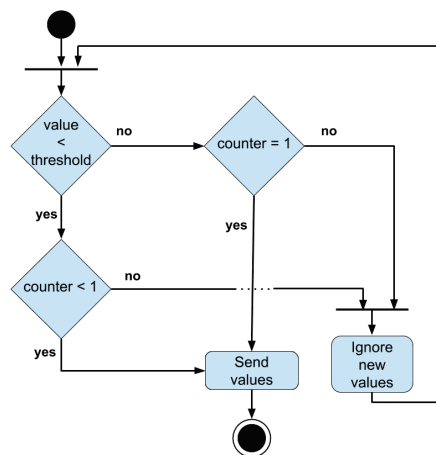 value
<
threshold
no
counter = 1
no
yes
yes
counter < 1
no
yes
Send
values
Ignore
new
values